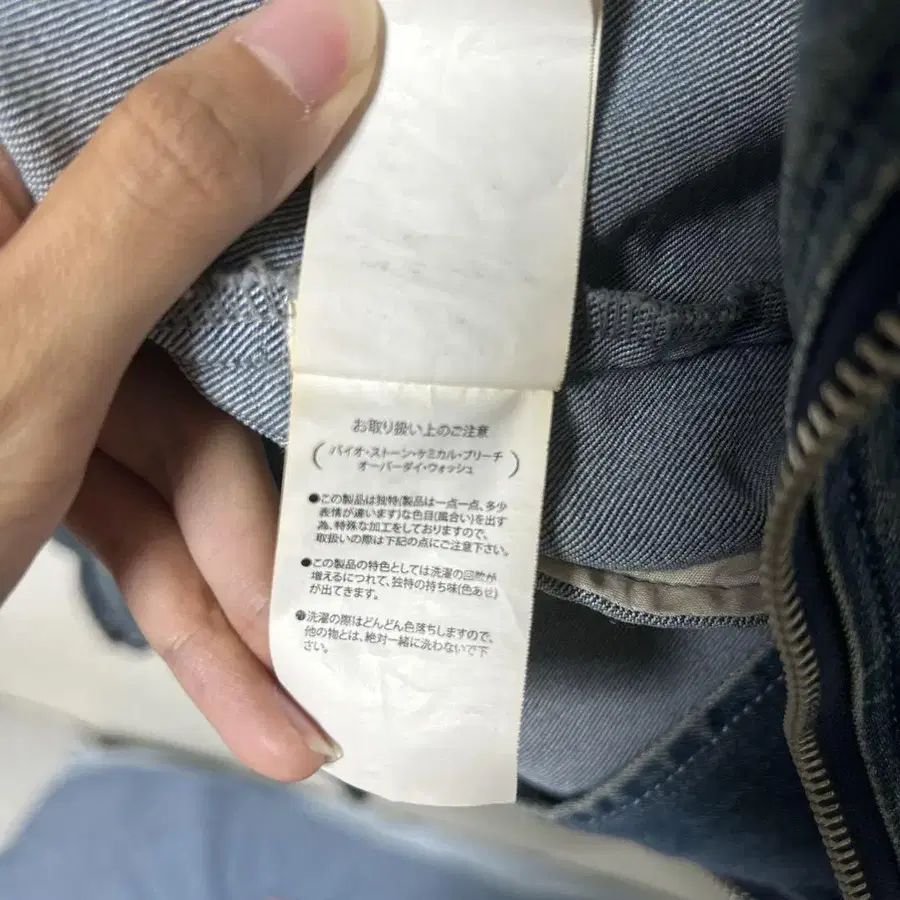 お取り扱い上のご注意
(バイオ・ストーン・ケミカル・ブリーチ
オーバーダイ・ウォッシュ)
●この製品は独特(製品は一点一点、多少
表情が違います)な色目(風合い)を出す
為、特殊な加工をしておりますので、
取扱いの際は下記の点にご注意下さい。
●この製品の特色としては洗濯の回数が
増えるにつれて、独特の持ち味(色あせ)
が出てきます。
●洗濯の際はどんどん色落ちしますので、
他の物とは、絶対一緒に洗わないで下
さい。